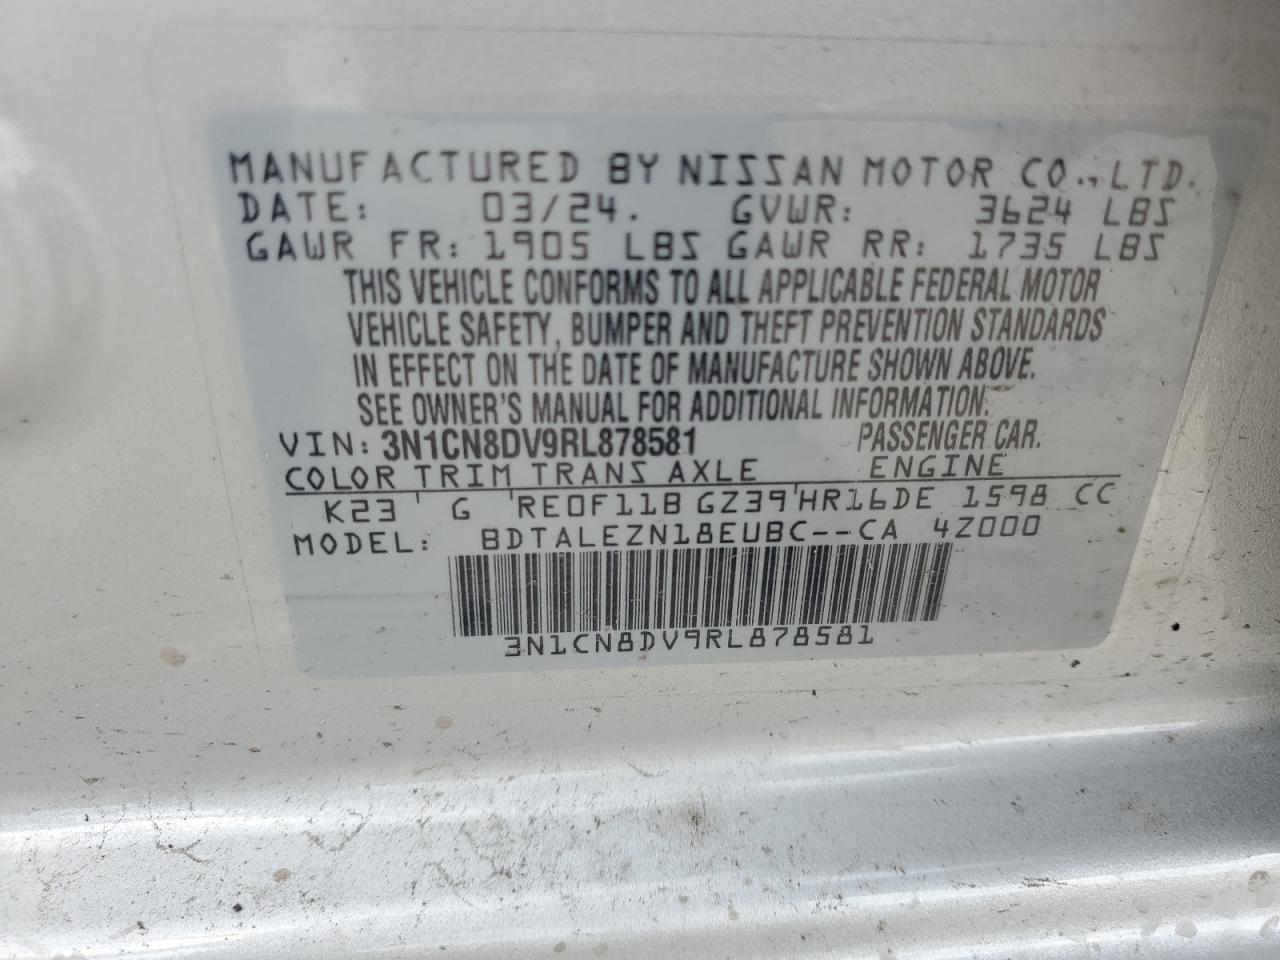 MANUFACTURED BY NISSAN MOTOR CO.,LTD.
DATE: 03/24. GVWR: 3624 LBS
GAWR FR: 1905 LBS GAWR RR: 1735 LBS
THIS VEHICLE CONFORMS TO ALL APPLICABLE FEDERAL MOTOR
VEHICLE SAFETY, BUMPER AND THEFT PREVENTION STANDARDS
IN EFFECT ON THE DATE OF MANUFACTURE SHOWN ABOVE.
SEE OWNER'S MANUAL FOR ADDITIONAL INFORMATION.
VIN: 3N1CN8DV9RL878581 PASSENGER CAR.
COLOR TRIM TRANS AXLE ENGINE
K23 G RE0F11B GZ39 HR16DE 1598 CC
MODEL: BDTALEZN18EUBC--CA 4Z000
3N1CN8DV9RL878581